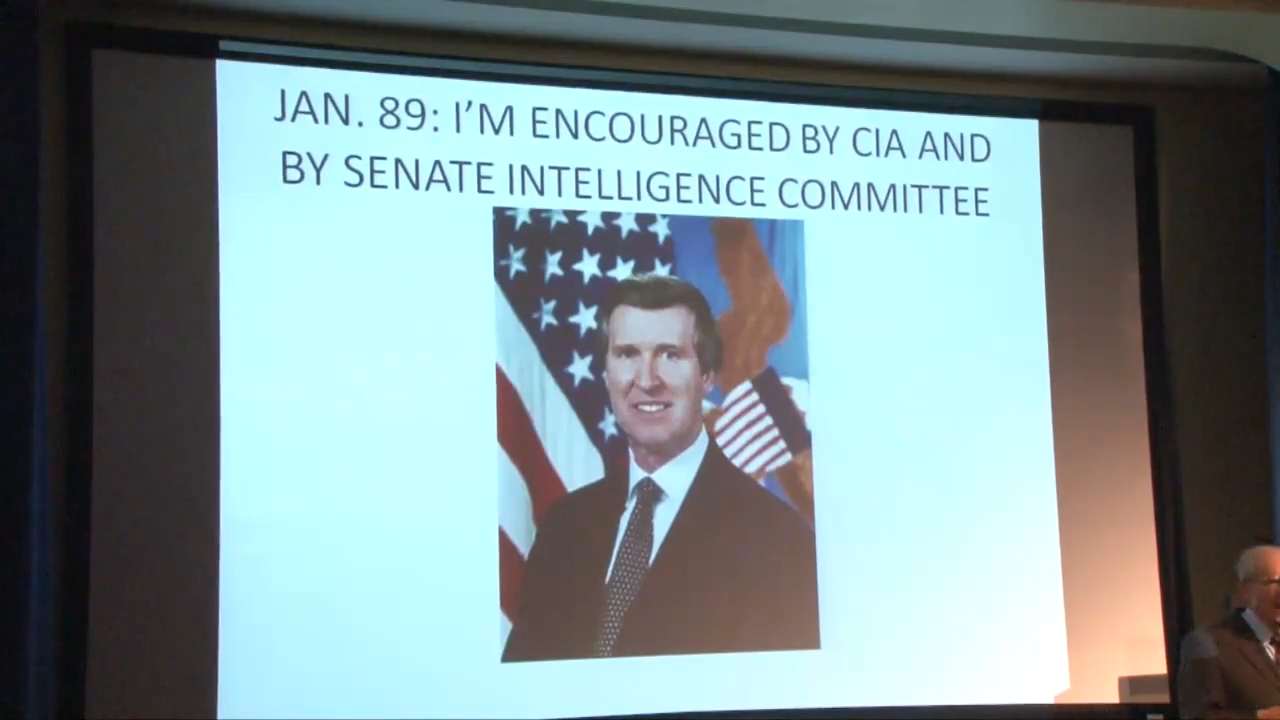 JAN. 89: I’M ENCOURAGED BY CIA AND
BY SENATE INTELLIGENCE COMMITTEE